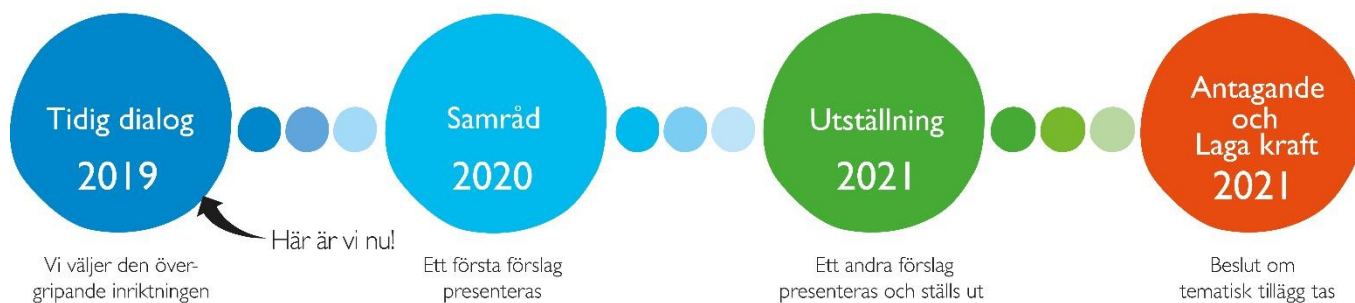 Tidig dialog
2019
Här är vi nu!
Vi väljer den över-
gripande inriktningen
Samråd
2020
Ett första förslag
presenteras
Utställning
2021
Ett andra förslag
presenteras och ställs ut
Antagande
och
Laga kraft
2021
Beslut om
tematisk tillägg tas